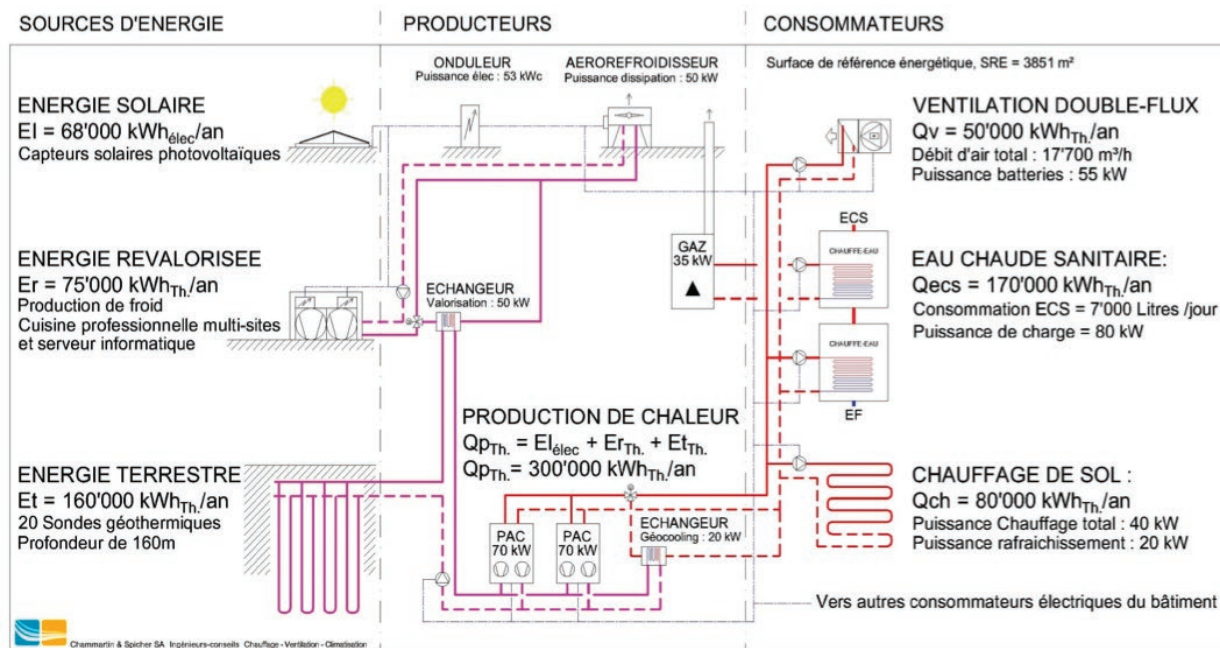 SOURCES D'ENERGIE
PRODUCTEURS
CONSOMMATEURS
ENERGIE SOLAIRE
El = 68'000 kWhélec/an
Capteurs solaires photovoltaïques
ENERGIE REVALORISEE
Er = 75'000 kWhTh./an
Production de froid
Cuisine professionnelle multi-sites
et serveur informatique
ENERGIE TERRESTRE
Et = 160'000 kWhTh./an
20 Sondes géothermiques
Profondeur de 160m
ONDULEUR
Puissance élec : 53 kWc
AEROREFROIDISSEUR
Puissance dissipation : 50 kW
GAZ
35 kW
ECHANGEUR
Valorisation : 50 kW
PRODUCTION DE CHALEUR
QpTh. = Elélec + ErTh. + EtTh.
QpTh. = 300'000 kWhTh./an
PAC
70 kW
PAC
70 kW
ECHANGEUR
Géocooling : 20 kW
Surface de référence énergétique, SRE = 3851 m²
VENTILATION DOUBLE-FLUX
Qv = 50'000 kWhTh./an
Débit d'air total : 17'700 m³/h
Puissance batteries : 55 kW
ECS
CHAUFFE-EAU
CHAUFFE-EAU
EF
EAU CHAUDE SANITAIRE:
Qecs = 170'000 kWhTh./an
Consommation ECS = 7'000 Litres /jour
Puissance de charge = 80 kW
CHAUFFAGE DE SOL :
Qch = 80'000 kWhTh./an
Puissance Chauffage total : 40 kW
Puissance rafraichissement : 20 kW
Vers autres consommateurs électriques du bâtiment
Chammartin & Spicher SA Ingénieurs-conseils Chauffage - Ventilation - Climatisation